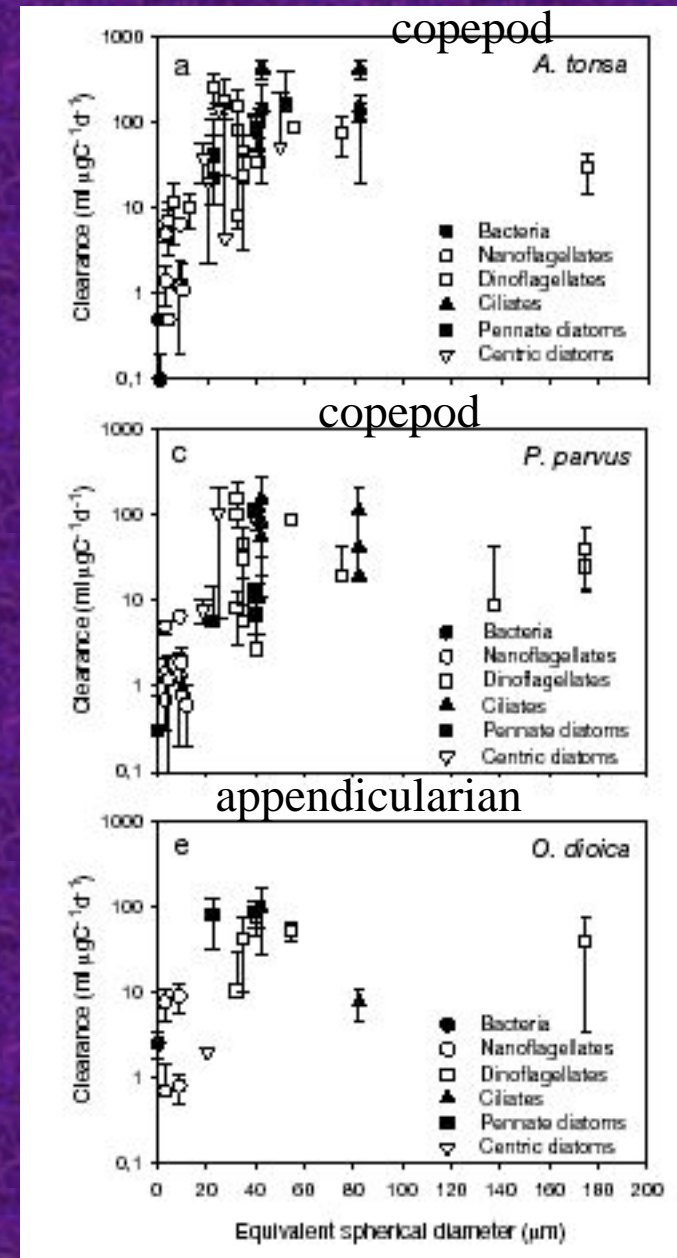 copepod
1000
a
A. tonsa
100
10
1
0,1
Clearance (ml µgC⁻¹d⁻¹)
Bacteria
Nanoflagellates
Dinoflagellates
Ciliates
Pennate diatoms
Centric diatoms
copepod
1000
c
P. parvus
100
10
1
0,1
Clearance (ml µgC⁻¹d⁻¹)
Bacteria
Nanoflagellates
Dinoflagellates
Ciliates
Pennate diatoms
Centric diatoms
appendicularian
1000
e
O. dioica
100
10
1
0,1
Clearance (ml µgC⁻¹d⁻¹)
Bacteria
Nanoflagellates
Dinoflagellates
Ciliates
Pennate diatoms
Centric diatoms
0 20 40 60 80 100 120 140 160 180 200
Equivalent spherical diameter (µm)